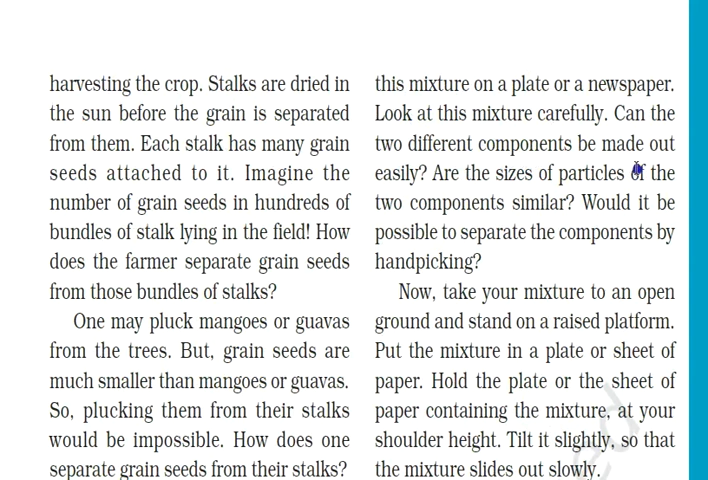 harvesting the crop. Stalks are dried in
the sun before the grain is separated
from them. Each stalk has many grain
seeds attached to it. Imagine the
number of grain seeds in hundreds of
bundles of stalk lying in the field! How
does the farmer separate grain seeds
from those bundles of stalks?
One may pluck mangoes or guavas
from the trees. But, grain seeds are
much smaller than mangoes or guavas.
So, plucking them from their stalks
would be impossible. How does one
separate grain seeds from their stalks?
this mixture on a plate or a newspaper.
Look at this mixture carefully. Can the
two different components be made out
easily? Are the sizes of particles of the
two components similar? Would it be
possible to separate the components by
handpicking?
Now, take your mixture to an open
ground and stand on a raised platform.
Put the mixture in a plate or sheet of
paper. Hold the plate or the sheet of
paper containing the mixture, at your
shoulder height. Tilt it slightly, so that
the mixture slides out slowly.